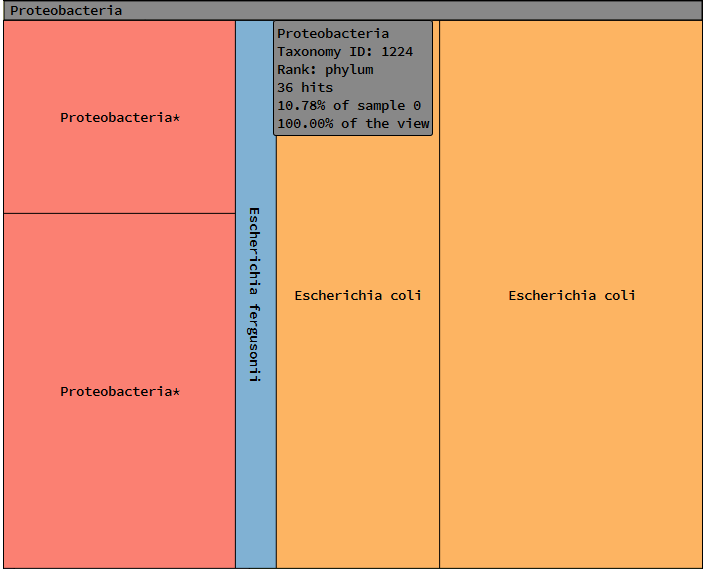 Proteobacteria
Proteobacteria
Taxonomy ID: 1224
Rank: phylum
36 hits
10.78% of sample 0
100.00% of the view
Proteobacteria*
Escherichia fergusonii
Escherichia coli
Escherichia coli
Proteobacteria*